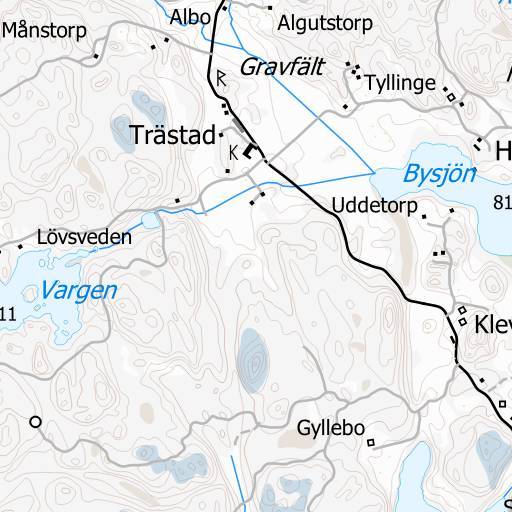 Albo
Algutstorp
Månstorp
Gravfält
Tyllinge
ᚱ
Trästad
K
H
Bysjön
Uddetorp
81
Lövsveden
Vargen
11
Klev
Gyllebo
S